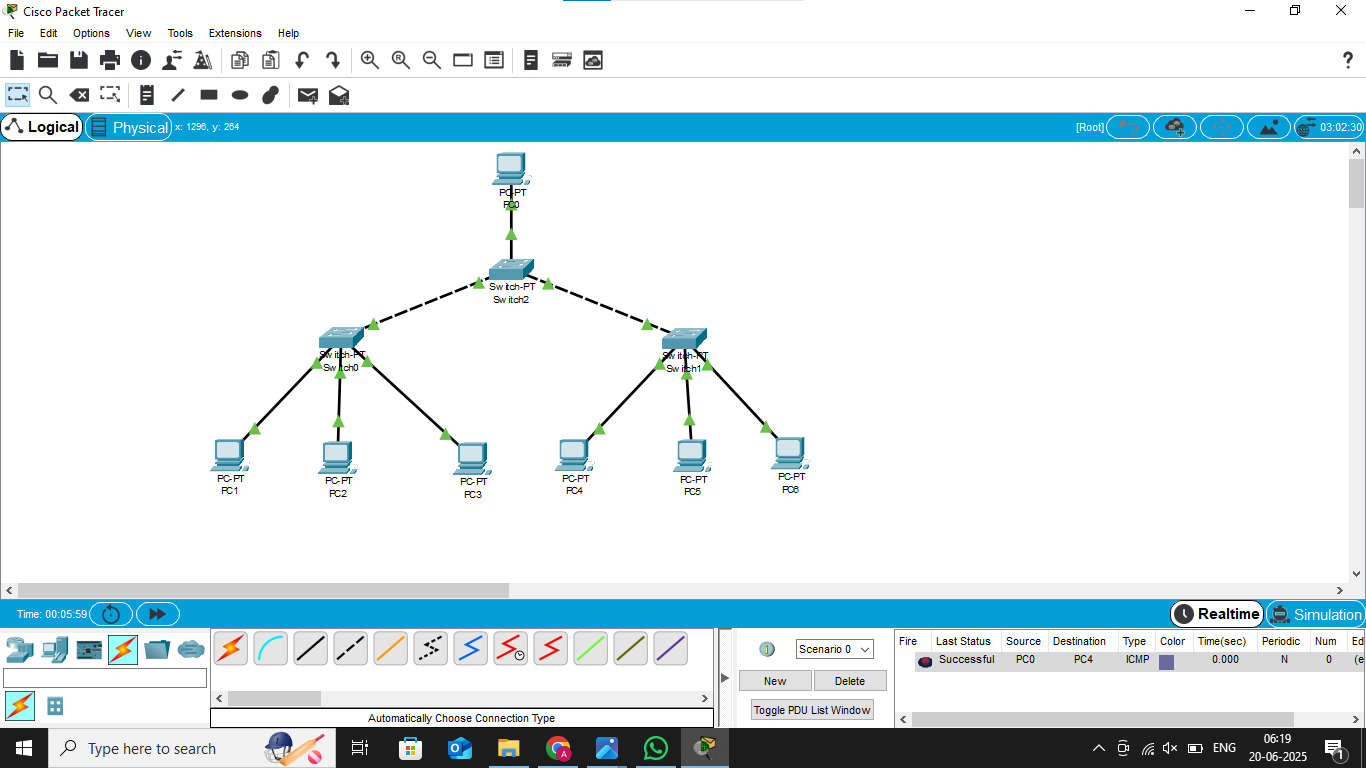 Cisco Packet Tracer
File Edit Options View Tools Extensions Help
?
Logical Physical x: 1296, y: 264 [Root] 03:02:30
PC-PT
PC0
Switch-PT
Switch2
Switch-PT
Switch0
Switch-PT
Switch1
PC-PT
PC1
PC-PT
PC2
PC-PT
PC3
PC-PT
PC4
PC-PT
PC5
PC-PT
PC6
Time: 00:05:59 Realtime Simulation
Scenario 0
New Delete
Toggle PDU List Window
Automatically Choose Connection Type
Fire Last Status Source Destination Type Color Time(sec) Periodic Num Ed
Successful PC0 PC4 ICMP 0.000 N 0 (e
Type here to search
ENG
06:19
20-06-2025
1